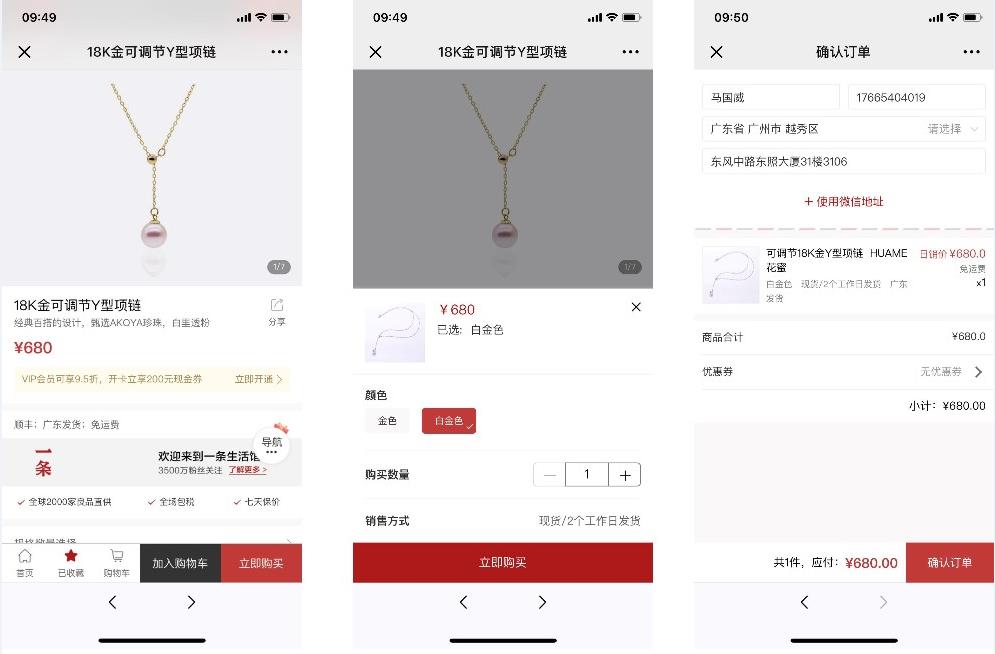 09:49
18K金可调节Y型项链
1/7
18K金可调节Y型项链
经典百搭的设计，甄选AKOYA珍珠，白里透粉
分享
¥680
VIP会员可享9.5折，开卡立享200元现金券 立即开通
顺丰；广东发货；免运费
导航
一条
欢迎来到一条生活馆
3500万粉丝关注 了解更多 >
全球2000家良品直供 全场包税 七天保价
规格数量选择
首页 已收藏 购物车 加入购物车 立即购买
09:49
18K金可调节Y型项链
1/7
¥680
已选：白金色
颜色
金色 白金色
购买数量 1
销售方式 现货/2个工作日发货
立即购买
09:50
确认订单
马国威 17665404019
广东省 广州市 越秀区 请选择
东风中路东照大厦31楼3106
+ 使用微信地址
可调节18K金Y型项链 HUAME 日销价¥680.0
花蜜 免运费
白金色 现货/2个工作日发货 广东 x1
发货
商品合计 ¥680.0
优惠券 无优惠券
小计：¥680.00
共1件，应付：¥680.00 确认订单